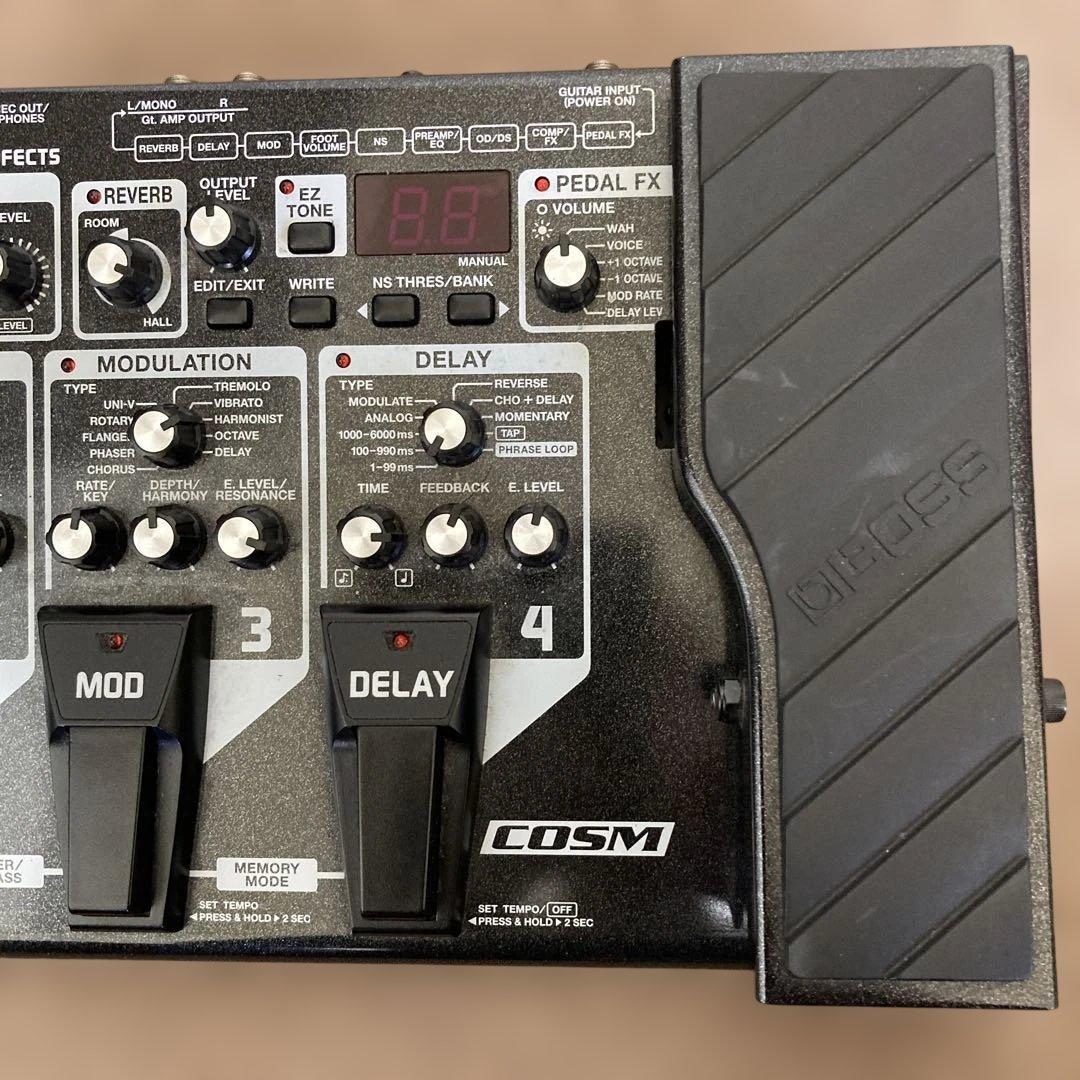 REC OUT/
PHONES
L/MONO R
Gt. AMP OUTPUT
GUITAR INPUT
(POWER ON)
REVERB DELAY MOD FOOT VOLUME NS PREAMP/EQ OD/DS COMP/FX PEDAL FX
FECTS
LEVEL
LEVEL
REVERB
ROOM
HALL
OUTPUT
LEVEL
EZ
TONE
MANUAL
EDIT/EXIT
WRITE
NS THRES/BANK
PEDAL FX
VOLUME
WAH
VOICE
+1 OCTAVE
-1 OCTAVE
MOD RATE
DELAY LEV
MODULATION
TYPE
UNI-V
ROTARY
PHASER
CHORUS
TREMOLO
VIBRATO
HARMONIST
OCTAVE
DELAY
RATE/
KEY
DEPTH/
HARMONY
E. LEVEL/
RESONANCE
3
DELAY
TYPE
MODULATE
ANALOG
1000-6000 ms
100-990 ms
1-99 ms
REVERSE
CHO + DELAY
MOMENTARY
TAP
PHRASE LOOP
TIME
FEEDBACK
E. LEVEL
4
MOD
DELAY
BOSS
COSM
MEMORY
MODE
SET TEMPO
◀PRESS & HOLD▶ 2 SEC
SET TEMPO/OFF
◀PRESS & HOLD▶ 2 SEC